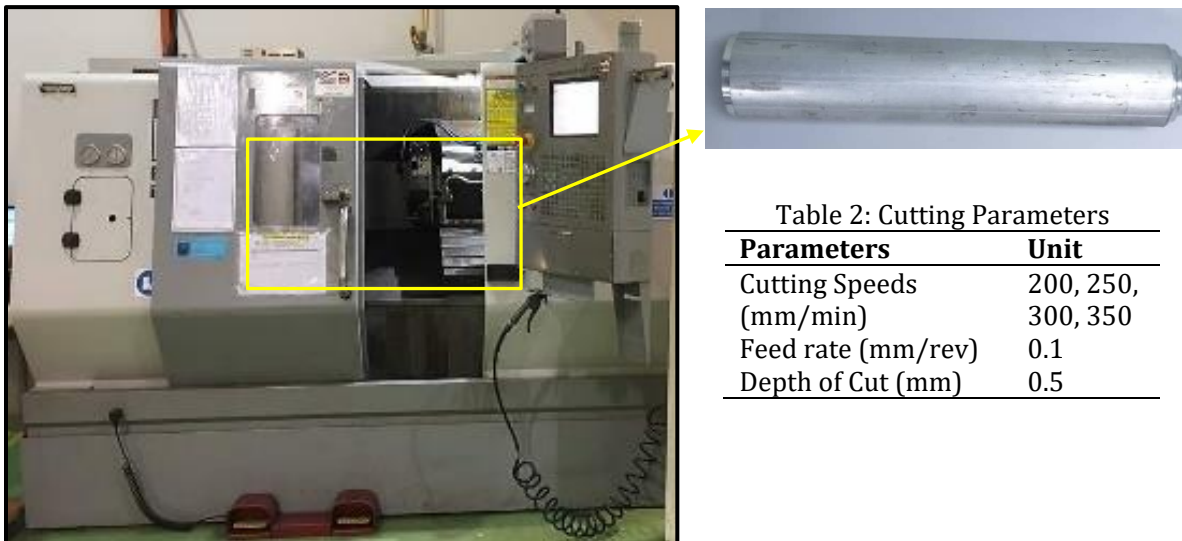 Table 2: Cutting Parameters
Parameters Unit
Cutting Speeds 200, 250,
(mm/min) 300, 350
Feed rate (mm/rev) 0.1
Depth of Cut (mm) 0.5